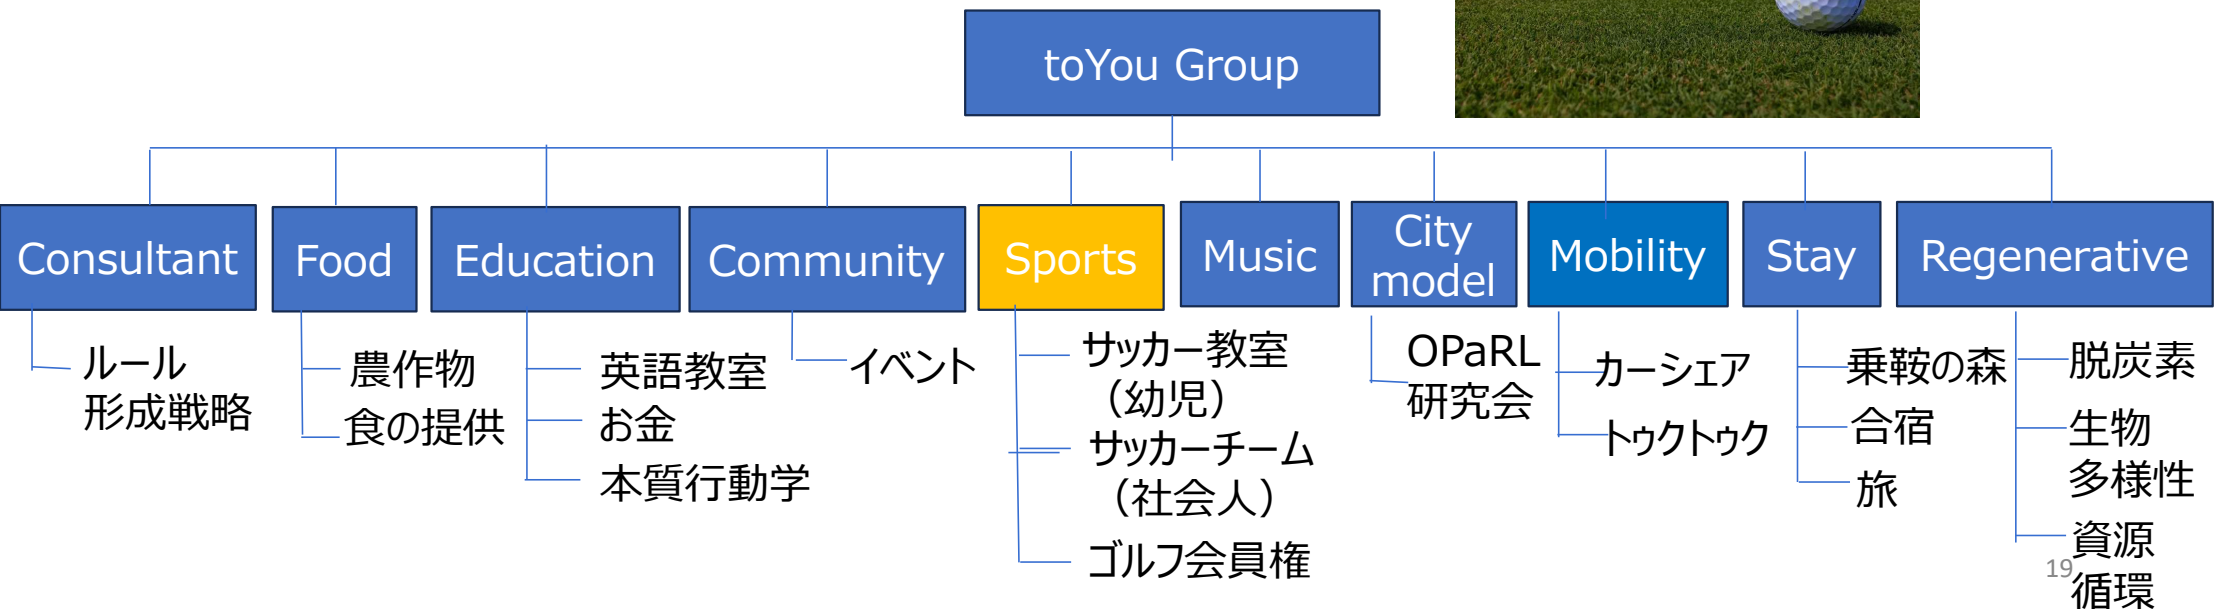 toYou Group
Consultant
ルール
形成戦略
Food
農作物
食の提供
Education
英語教室
お金
本質行動学
Community
イベント
Sports
サッカー教室
（幼児）
サッカーチーム
（社会人）
ゴルフ会員権
Music
City
model
OPaRL
研究会
Mobility
カーシェア
トゥクトゥク
Stay
乗鞍の森
合宿
旅
Regenerative
脱炭素
生物
多様性
資源
循環
19